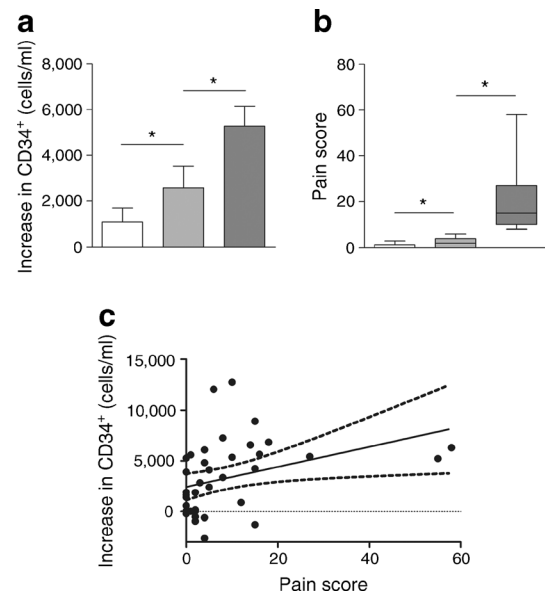 a
Increase in CD34⁺ (cells/ml)
8,000
6,000
4,000
2,000
0
*
*
b
Pain score
80
60
40
20
0
*
*
c
Increase in CD34⁺ (cells/ml)
15,000
10,000
5,000
0
0 20 40 60
Pain score